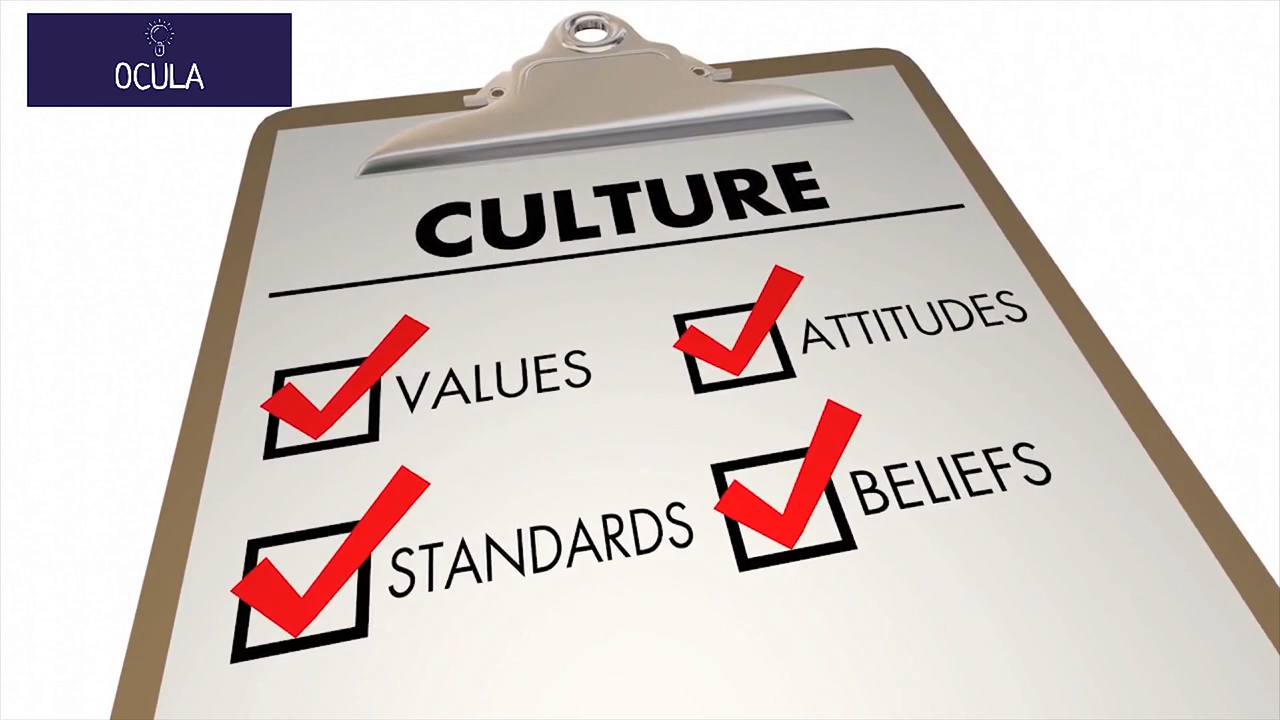 OCULA
CULTURE
VALUES
ATTITUDES
STANDARDS
BELIEFS